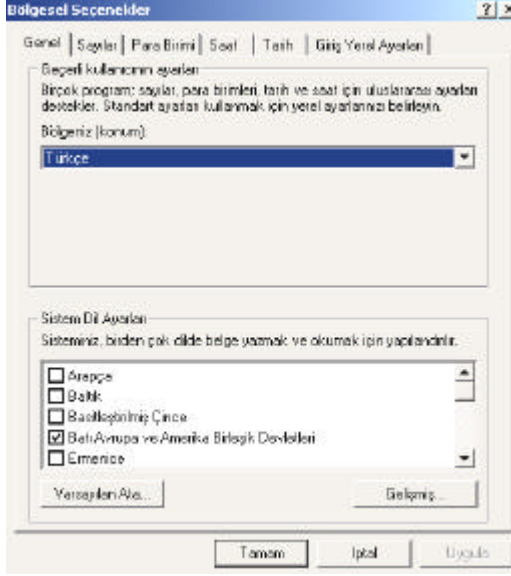 Bölgesel Seçenekler
Genel Sayılar Para Birimi Saat Tarih Giriş Yerel Ayarları
Geçerli kullanıcının ayarları
Birçok program; sayılar, para birimleri, tarih ve saat için uluslararası ayarları
destekler. Standart ayarları kullanmak için yerel ayarlarınızı belirleyin.
Bölgeniz (konum):
Türkçe
Sistem Dil Ayarları
Sisteminiz, birden çok dilde belge yazmak ve okumak için yapılandırılır.
Arapça
Baltık
Basitleştirilmiş Çince
Batı Avrupa ve Amerika Birleşik Devletleri
Ermenice
Varsayılan Ata... Gelişmiş...
Tamam İptal Uygula